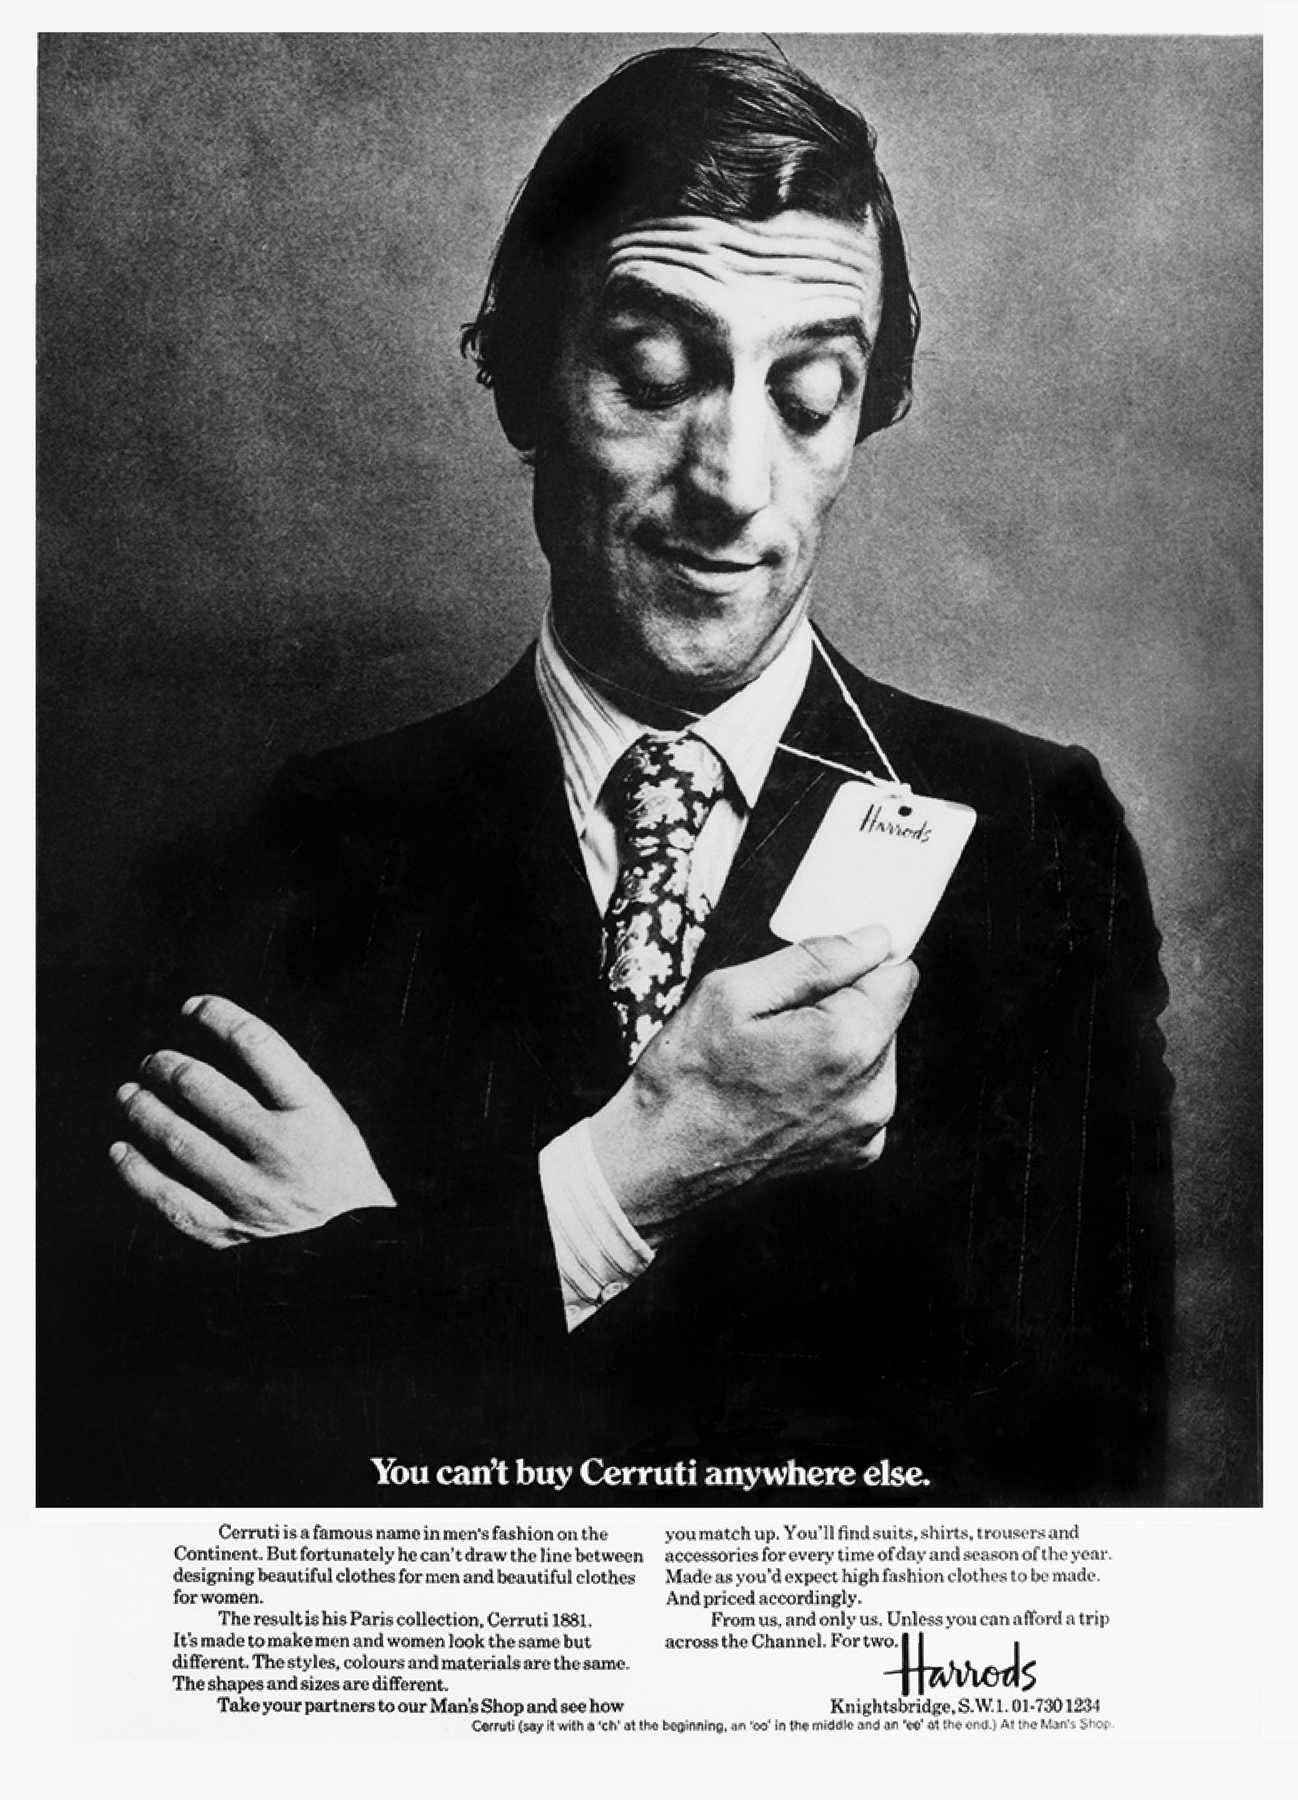 Harrods
You can't buy Cerruti anywhere else.
Cerruti is a famous name in men's fashion on the
Continent. But fortunately he can't draw the line between
designing beautiful clothes for men and beautiful clothes
for women.
The result is his Paris collection, Cerruti 1881.
It's made to make men and women look the same but
different. The styles, colours and materials are the same.
The shapes and sizes are different.
Take your partners to our Man's Shop and see how
you match up. You'll find suits, shirts, trousers and
accessories for every time of day and season of the year.
Made as you'd expect high fashion clothes to be made.
And priced accordingly.
From us, and only us. Unless you can afford a trip
across the Channel. For two.
Harrods
Knightsbridge, S.W.1. 01-730 1234
Cerruti (say it with a 'ch' at the beginning, an 'oo' in the middle and an 'ee' at the end.) At the Man's Shop.